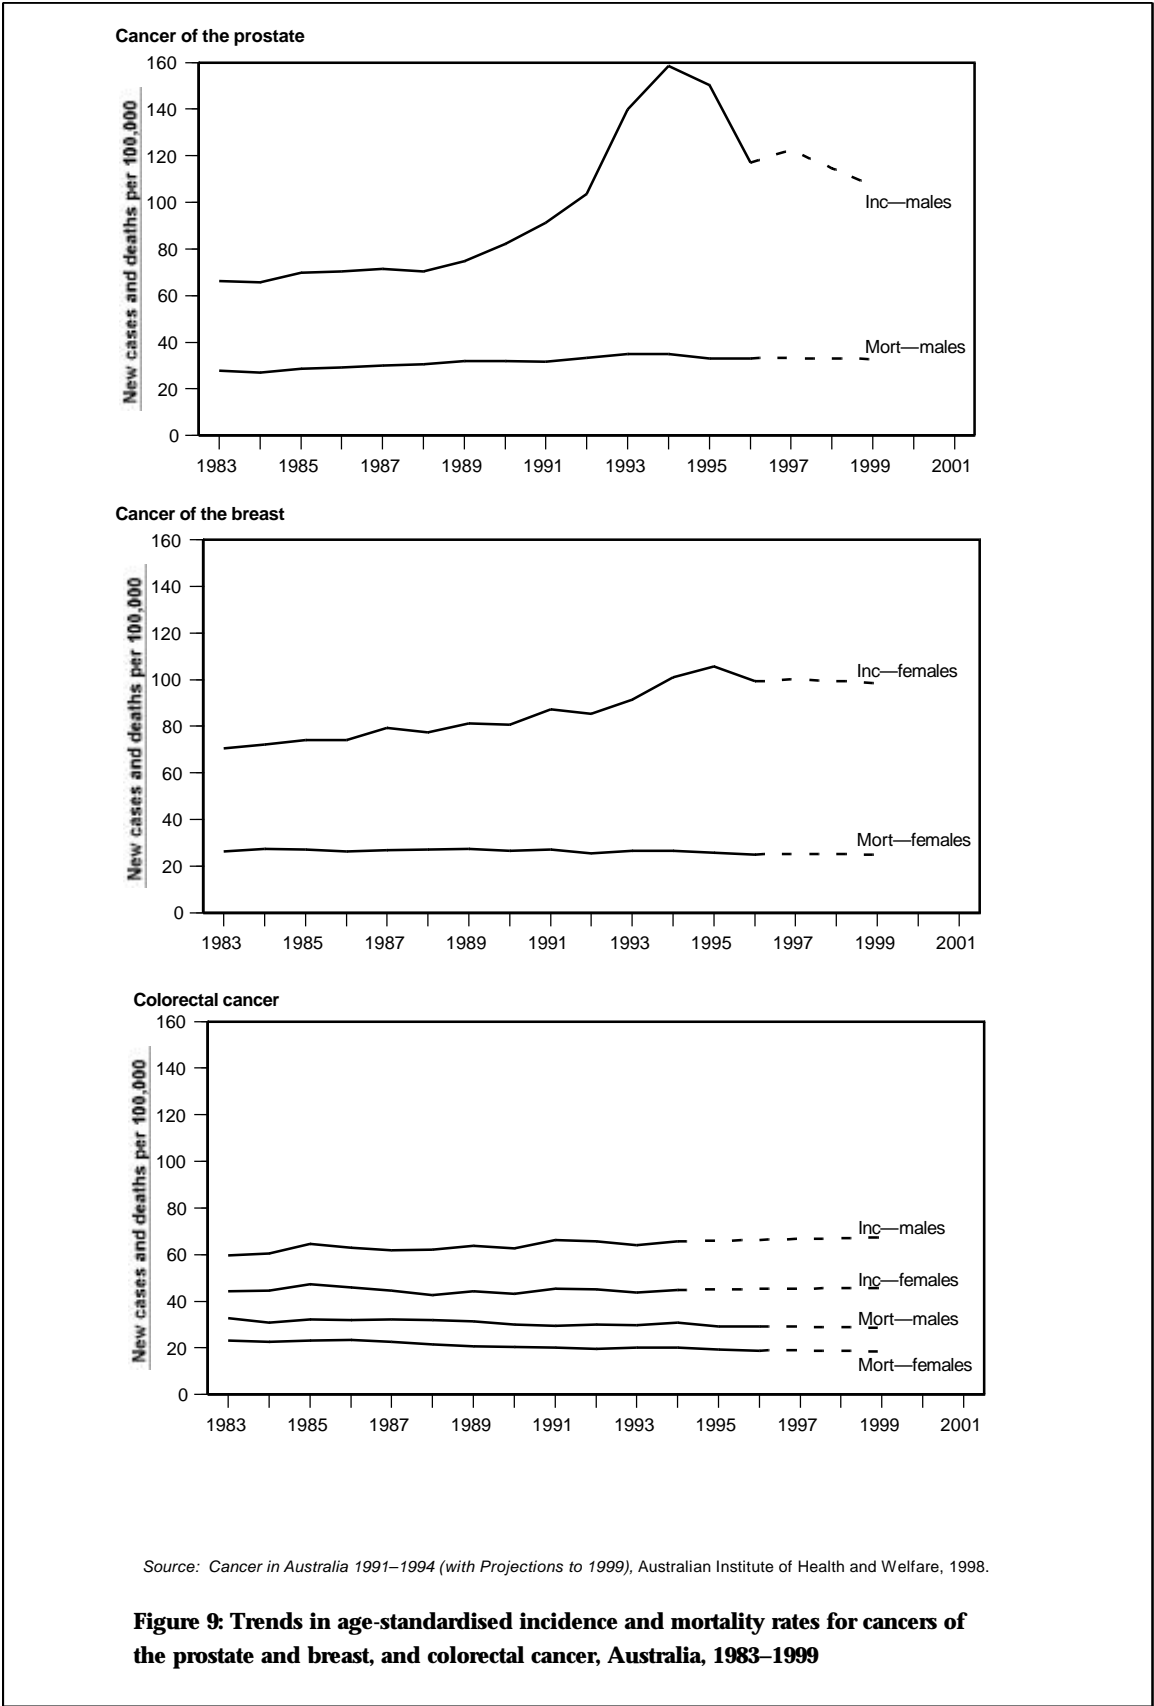 Cancer of the prostate
New cases and deaths per 100,000
160
140
120
100
80
60
40
20
0
Inc—males
Mort—males
1983 1985 1987 1989 1991 1993 1995 1997 1999 2001
Cancer of the breast
New cases and deaths per 100,000
160
140
120
100
80
60
40
20
0
Inc—females
Mort—females
1983 1985 1987 1989 1991 1993 1995 1997 1999 2001
Colorectal cancer
New cases and deaths per 100,000
160
140
120
100
80
60
40
20
0
Inc—males
Inc—females
Mort—males
Mort—females
1983 1985 1987 1989 1991 1993 1995 1997 1999 2001
Source: Cancer in Australia 1991–1994 (with Projections to 1999), Australian Institute of Health and Welfare, 1998.
Figure 9: Trends in age-standardised incidence and mortality rates for cancers of
the prostate and breast, and colorectal cancer, Australia, 1983–1999